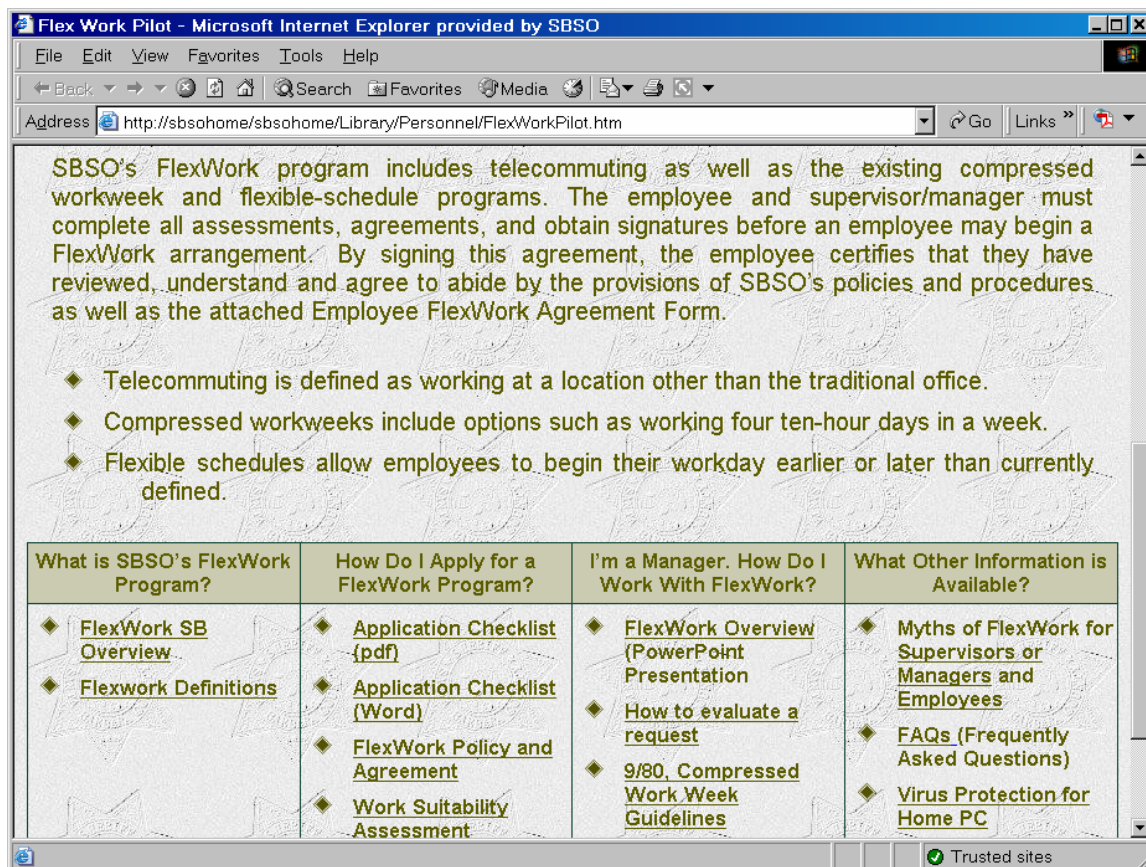 Flex Work Pilot - Microsoft Internet Explorer provided by SBSO
File Edit View Favorites Tools Help
Back Search Favorites Media
Address http://sbsohome/sbsohome/Library/Personnel/FlexWorkPilot.htm Go Links »
SBSO's FlexWork program includes telecommuting as well as the existing compressed
workweek and flexible-schedule programs. The employee and supervisor/manager must
complete all assessments, agreements, and obtain signatures before an employee may begin a
FlexWork arrangement. By signing this agreement, the employee certifies that they have
reviewed, understand and agree to abide by the provisions of SBSO's policies and procedures
as well as the attached Employee FlexWork Agreement Form.
Telecommuting is defined as working at a location other than the traditional office.
Compressed workweeks include options such as working four ten-hour days in a week.
Flexible schedules allow employees to begin their workday earlier or later than currently
defined.
What is SBSO's FlexWork
Program?
FlexWork SB
Overview
Flexwork Definitions
How Do I Apply for a
FlexWork Program?
Application Checklist
(pdf)
Application Checklist
(Word)
FlexWork Policy and
Agreement
Work Suitability
Assessment
I'm a Manager. How Do I
Work With FlexWork?
FlexWork Overview
(PowerPoint
Presentation
How to evaluate a
request
9/80, Compressed
Work Week
Guidelines
What Other Information is
Available?
Myths of FlexWork for
Supervisors or
Managers and
Employees
FAQs (Frequently
Asked Questions)
Virus Protection for
Home PC
Trusted sites